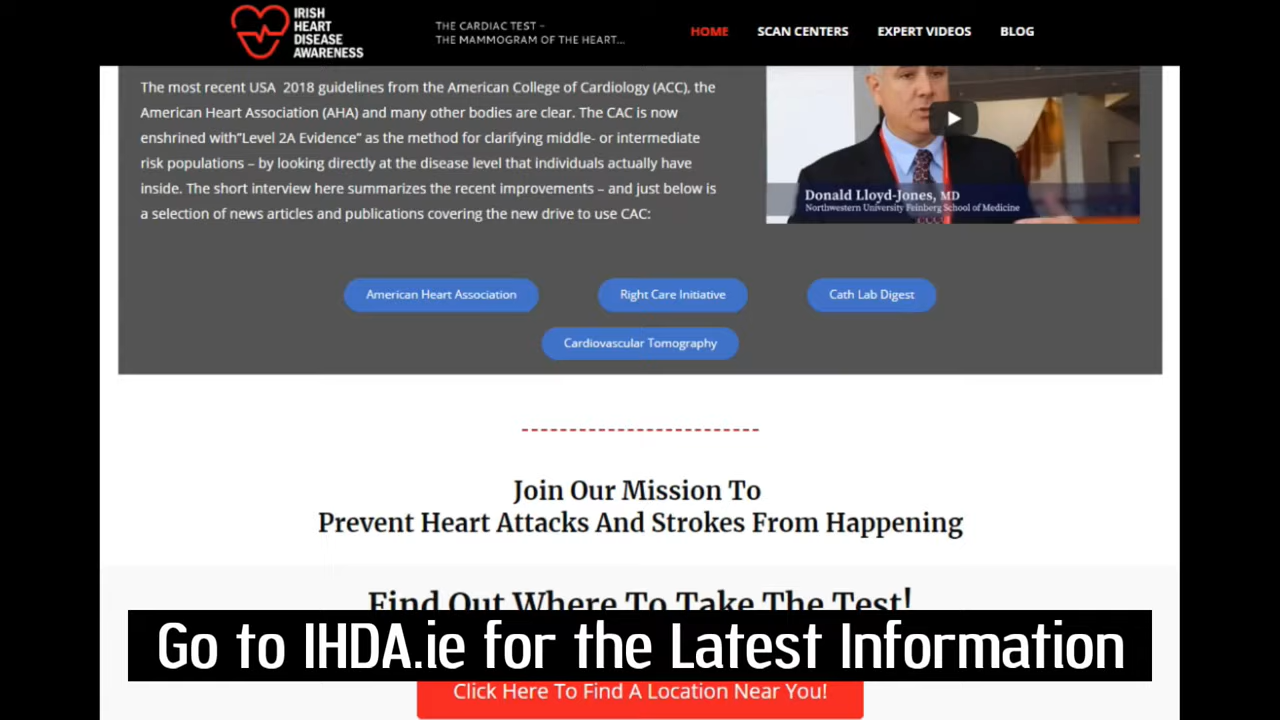 IRISH
HEART
DISEASE
AWARENESS
THE CARDIAC TEST –
THE MAMMOGRAM OF THE HEART...
HOME
SCAN CENTERS
EXPERT VIDEOS
BLOG
The most recent USA 2018 guidelines from the American College of Cardiology (ACC), the
American Heart Association (AHA) and many other bodies are clear. The CAC is now
enshrined with"Level 2A Evidence" as the method for clarifying middle- or intermediate
risk populations – by looking directly at the disease level that individuals actually have
inside. The short interview here summarizes the recent improvements – and just below is
a selection of news articles and publications covering the new drive to use CAC:
Donald Lloyd-Jones, MD
Northwestern University Feinberg School of Medicine
American Heart Association
Right Care Initiative
Cath Lab Digest
Cardiovascular Tomography
Join Our Mission To
Prevent Heart Attacks And Strokes From Happening
Find Out Where To Take The Test!
Go to IHDA.ie for the Latest Information
Click Here To Find A Location Near You!